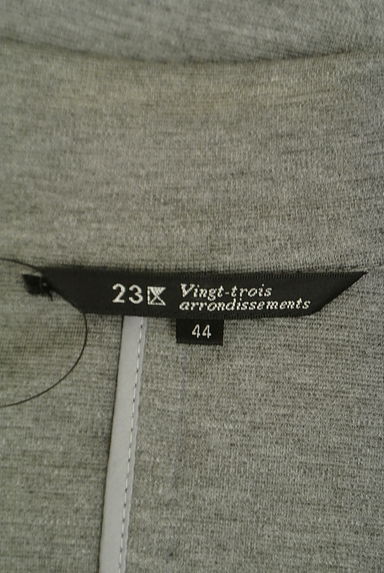 23区 Vingt-trois
arrondissements
44